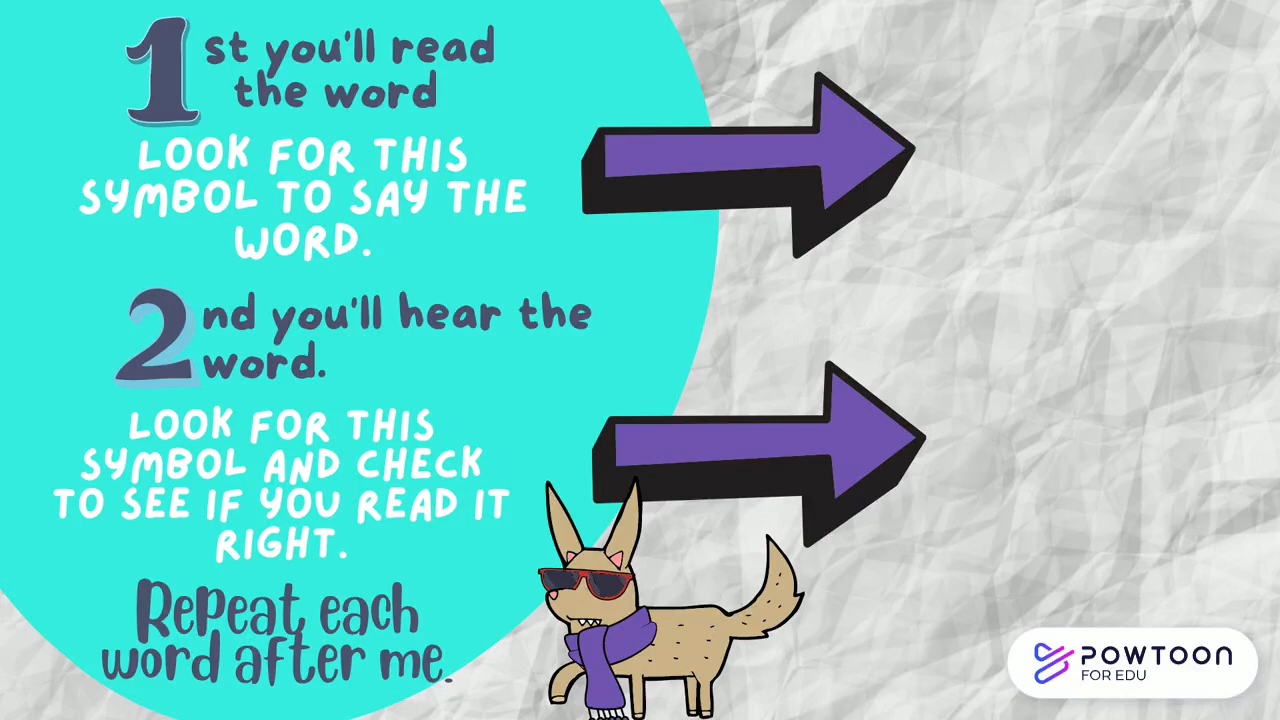 1st you'll read
the word
LOOK FOR THIS
SYMBOL TO SAY THE
WORD.
2nd you'll hear the
word.
LOOK FOR THIS
SYMBOL AND CHECK
TO SEE IF YOU READ IT
RIGHT.
Repeat each
word after me.
POWTOON
FOR EDU